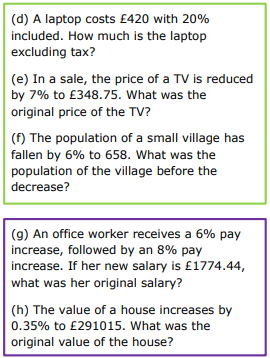 (d) A laptop costs £420 with 20%
included. How much is the laptop
excluding tax?
(e) In a sale, the price of a TV is reduced
by 7% to £348.75. What was the
original price of the TV?
(f) The population of a small village has
fallen by 6% to 658. What was the
population of the village before the
decrease?
(g) An office worker receives a 6% pay
increase, followed by an 8% pay
increase. If her new salary is £1774.44,
what was her original salary?
(h) The value of a house increases by
0.35% to £291015. What was the
original value of the house?